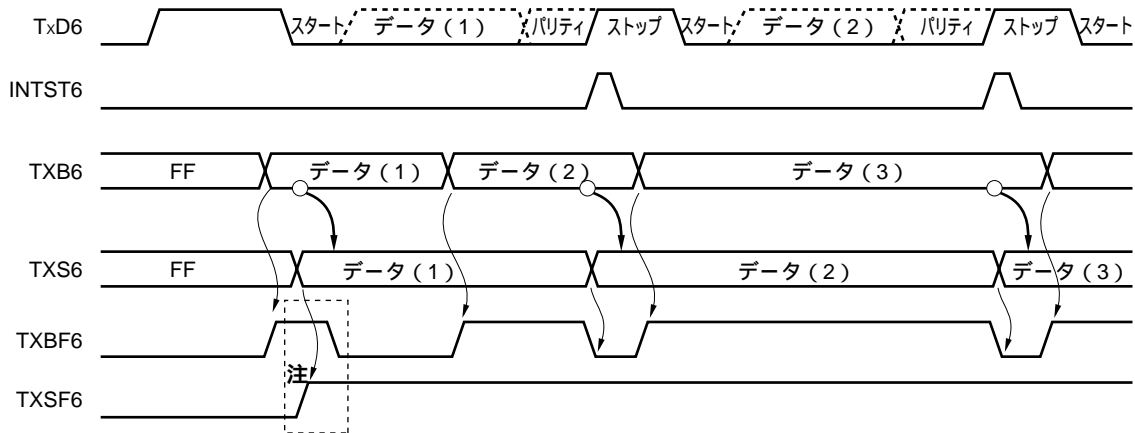 TxD6 スタート データ（1） パリティ ストップ スタート データ（2） パリティ ストップ スタート
INTST6
TXB6 FF データ（1） データ（2） データ（3）
TXS6 FF データ（1） データ（2） データ（3）
TXBF6
注
TXSF6